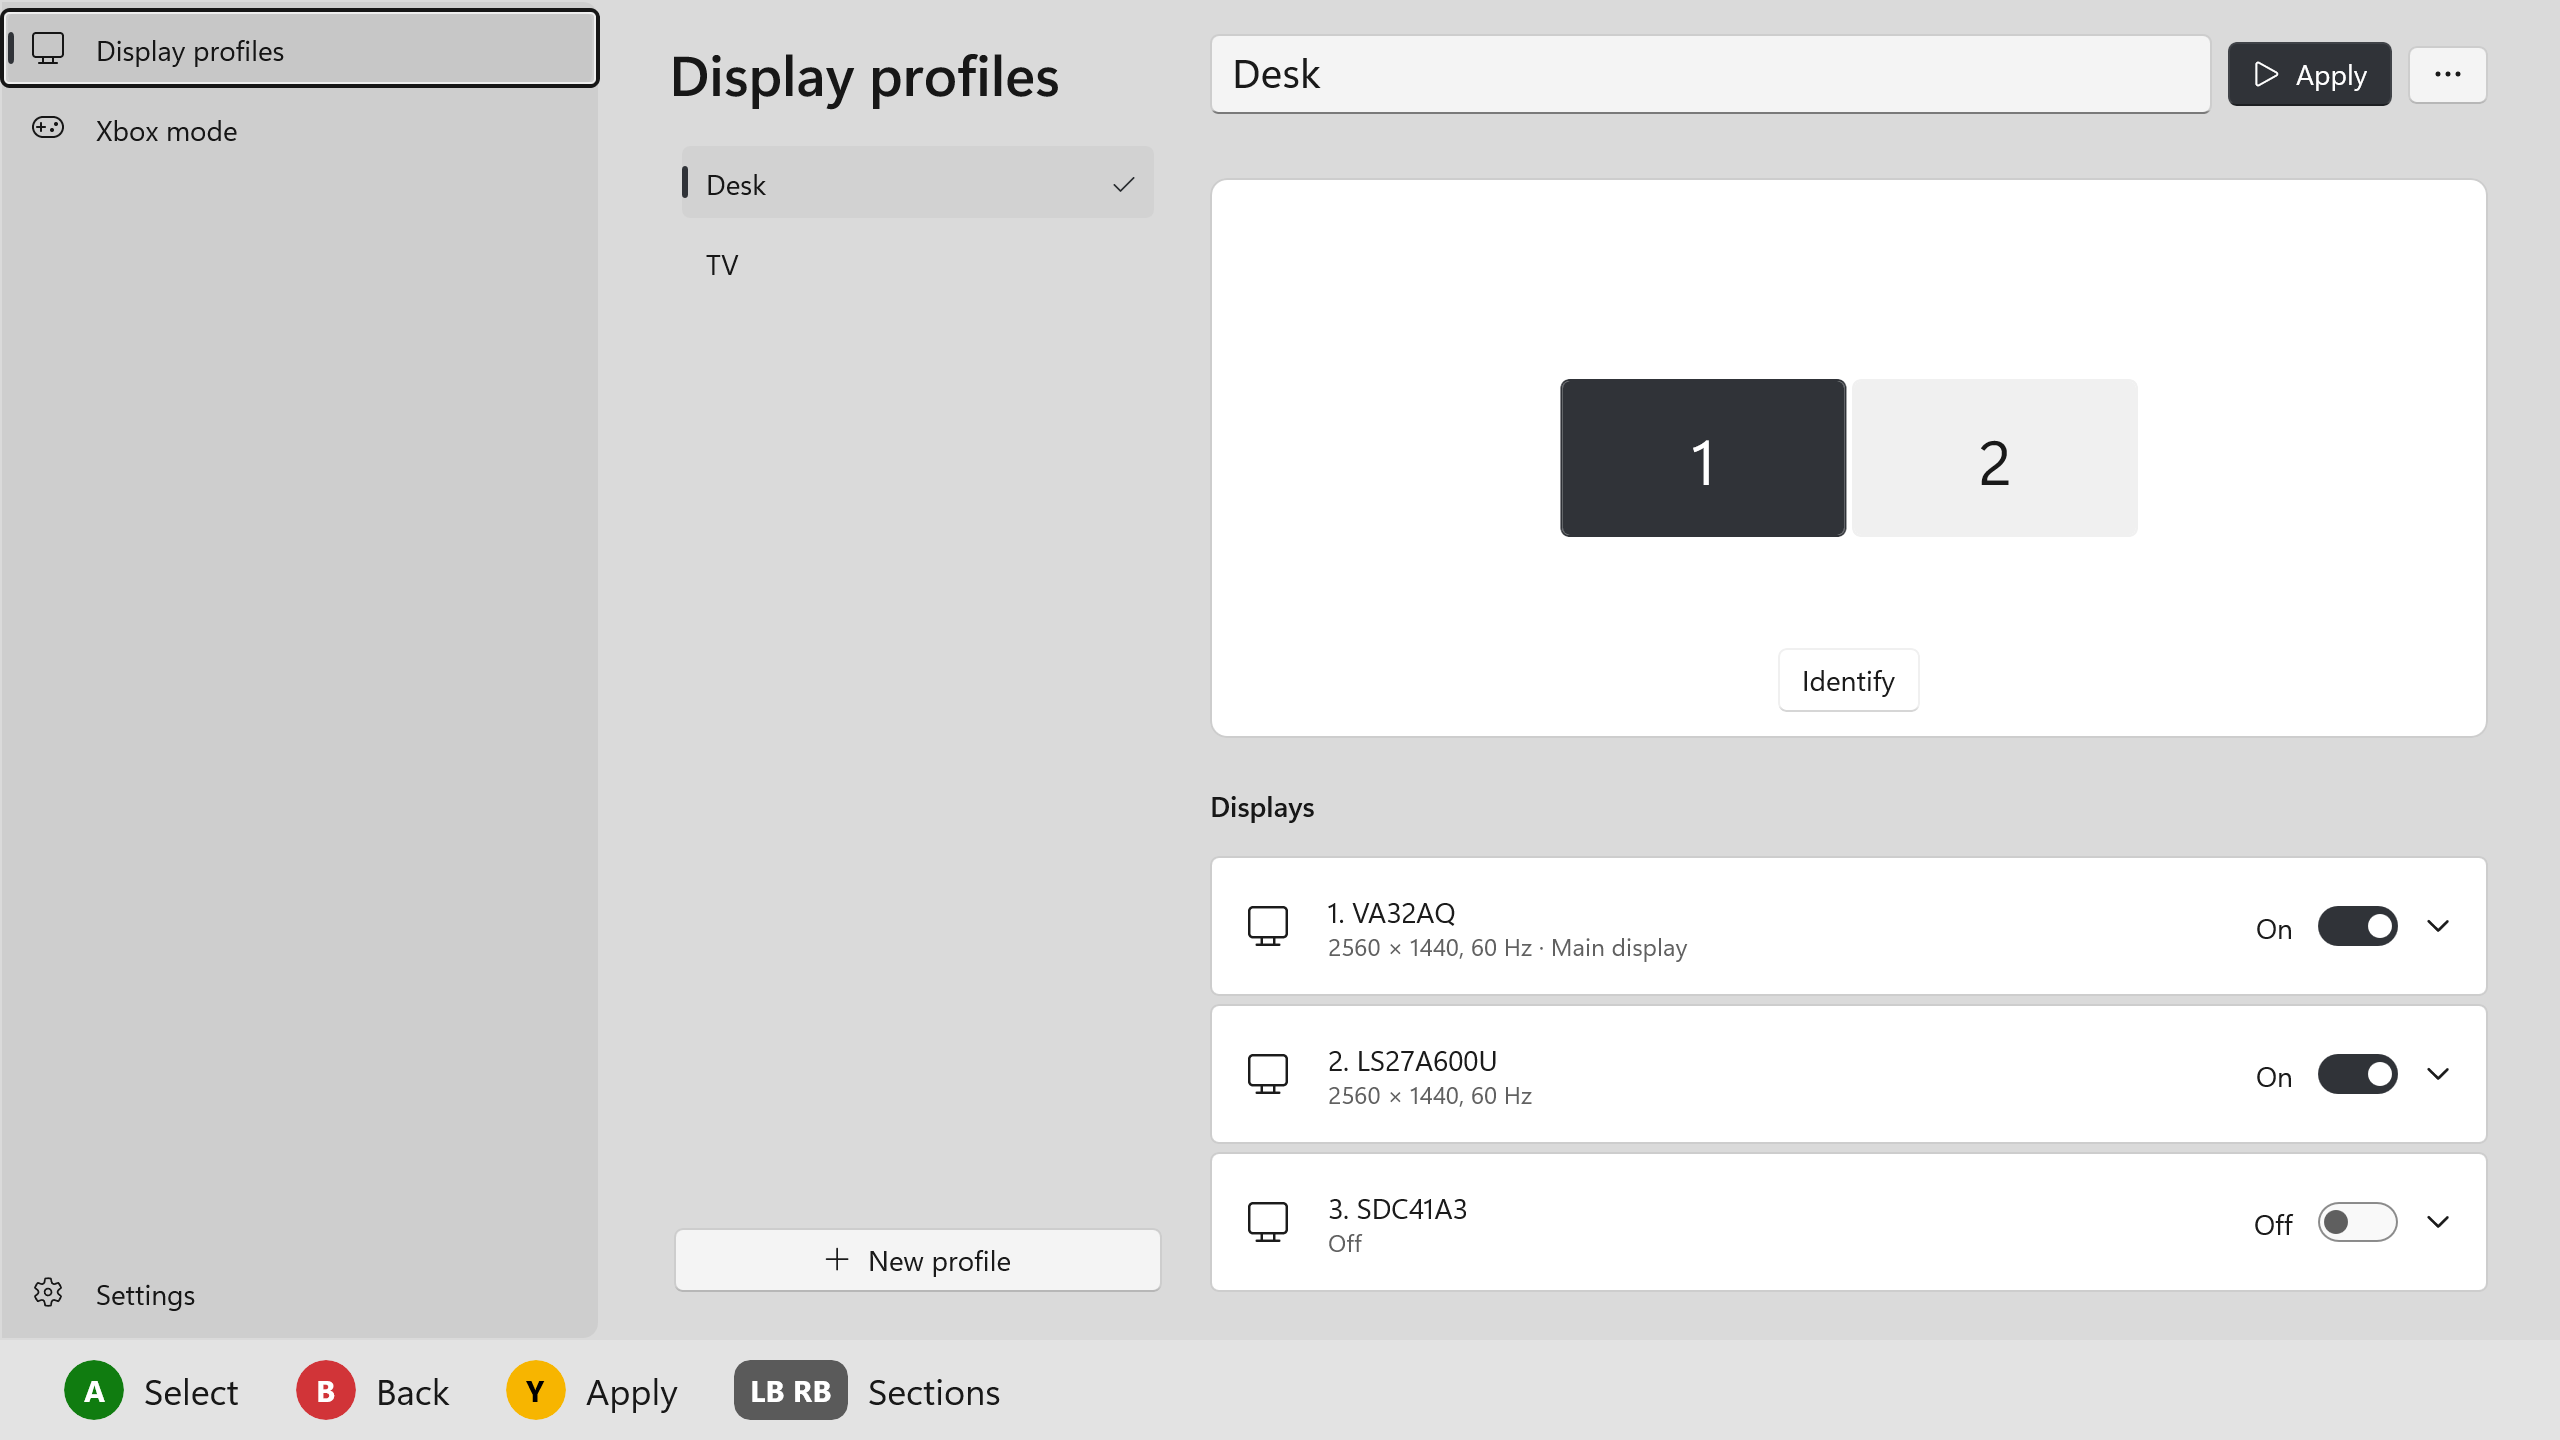 Display profiles
Xbox mode
Settings
Display profiles
Desk
TV
New profile
Desk
Apply
1
2
Identify
Displays
1. VA32AQ
2560 × 1440, 60 Hz · Main display
On
2. LS27A600U
2560 × 1440, 60 Hz
On
3. SDC41A3
Off
Off
A Select B Back Y Apply LB RB Sections